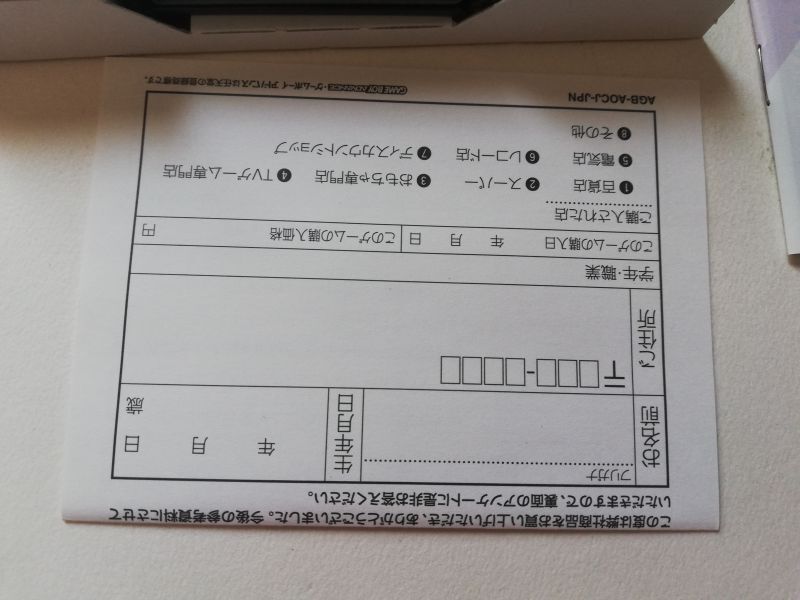 この度は弊社商品をお買い上げいただき、ありがとうございました。今後の参考資料にさせて
いただきますので、裏面のアンケートに是非お答えください。
お名前
フリガナ
生年月日
年 月 日
歳
ご住所
〒 -
学年・職業
このゲームの購入日 年 月 日
このゲームの購入価格 円
ご購入された店
❶百貨店 ❷スーパー ❸おもちゃ専門店 ❹TVゲーム専門店
❺電気店 ❻レコード店 ❼ディスカウントショップ
❽その他
AGB-AOCJ-JPN
GAME BOY ADVANCE・ゲームボーイ アドバンスは任天堂の登録商標です。